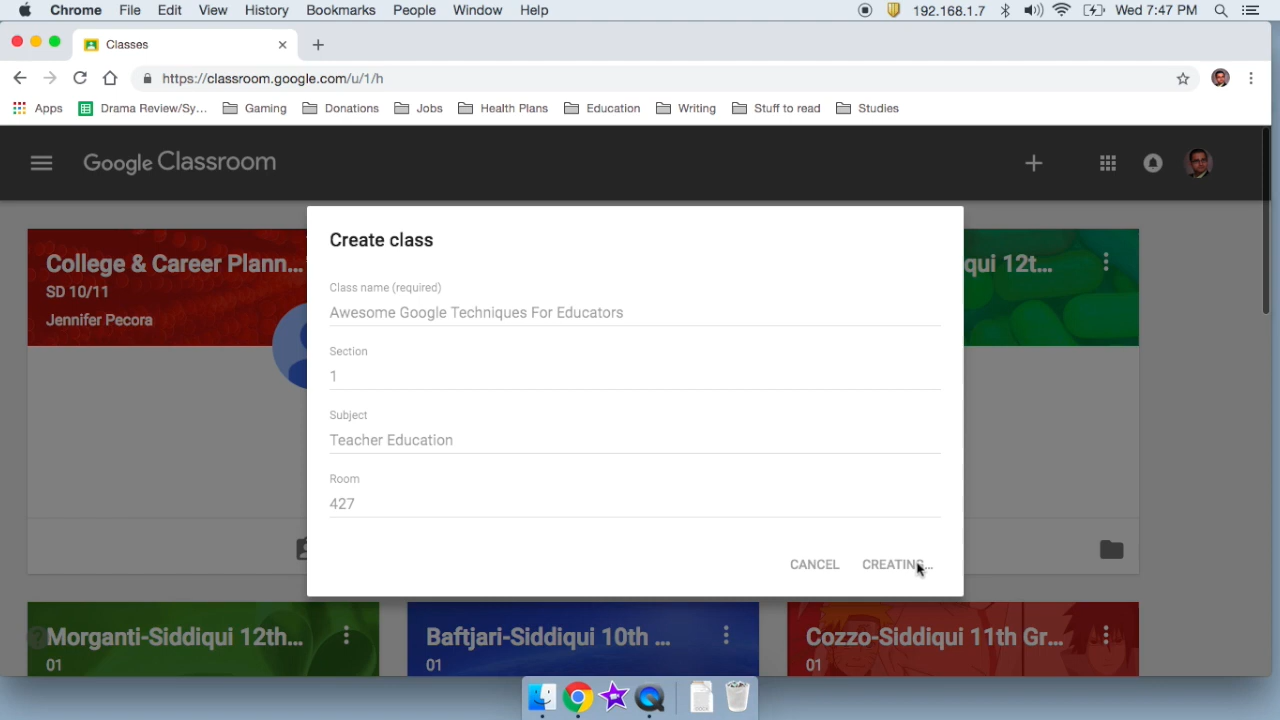 Chrome File Edit View History Bookmarks People Window Help 192.168.1.7 Wed 7:47 PM
Classes
https://classroom.google.com/u/1/h
Apps Drama Review/Sy... Gaming Donations Jobs Health Plans Education Writing Stuff to read Studies
Google Classroom
College & Career Plann...
SD 10/11
Jennifer Pecora
qui 12t...
Create class
Class name (required)
Awesome Google Techniques For Educators
Section
1
Subject
Teacher Education
Room
427
CANCEL CREATING...
Morganti-Siddiqui 12th...
01
Baftjari-Siddiqui 10th ...
01
Cozzo-Siddiqui 11th Gr...
01